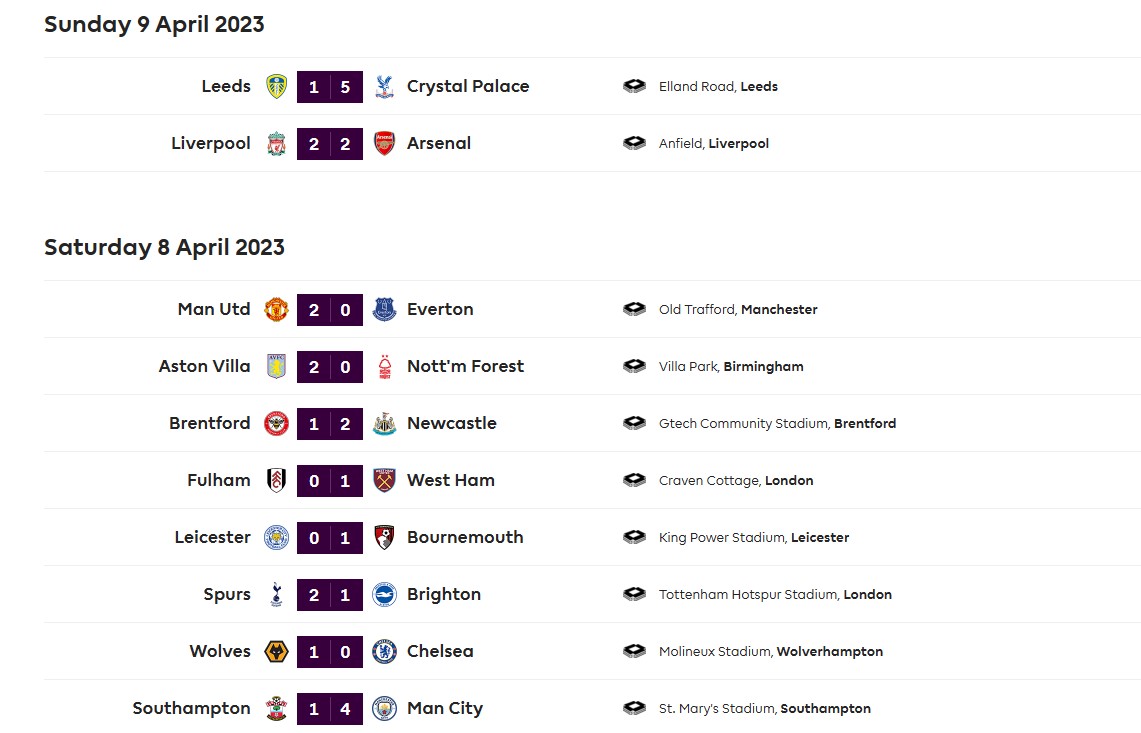 Sunday 9 April 2023
Leeds 1 5 Crystal Palace Elland Road, Leeds
Liverpool 2 2 Arsenal Anfield, Liverpool
Saturday 8 April 2023
Man Utd 2 0 Everton Old Trafford, Manchester
Aston Villa 2 0 Nott'm Forest Villa Park, Birmingham
Brentford 1 2 Newcastle Gtech Community Stadium, Brentford
Fulham 0 1 West Ham Craven Cottage, London
Leicester 0 1 Bournemouth King Power Stadium, Leicester
Spurs 2 1 Brighton Tottenham Hotspur Stadium, London
Wolves 1 0 Chelsea Molineux Stadium, Wolverhampton
Southampton 1 4 Man City St. Mary's Stadium, Southampton